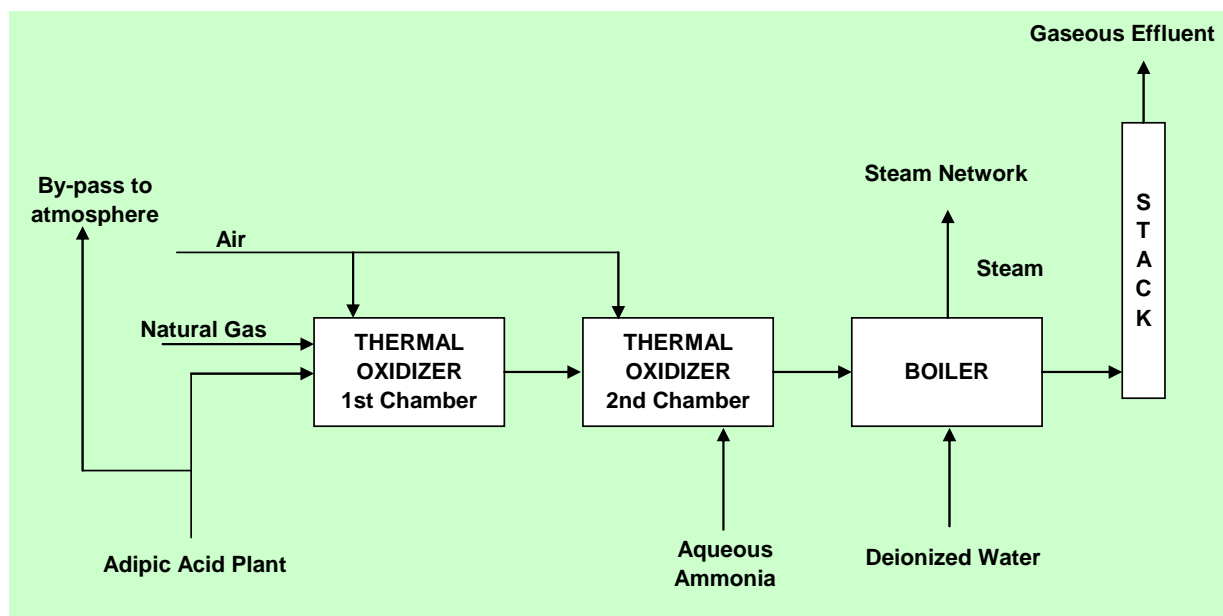 Gaseous Effluent
By-pass to
atmosphere
Steam Network
S
T
A
C
K
Air
Steam
Natural Gas
THERMAL
OXIDIZER
1st Chamber
THERMAL
OXIDIZER
2nd Chamber
BOILER
Adipic Acid Plant
Aqueous
Ammonia
Deionized Water